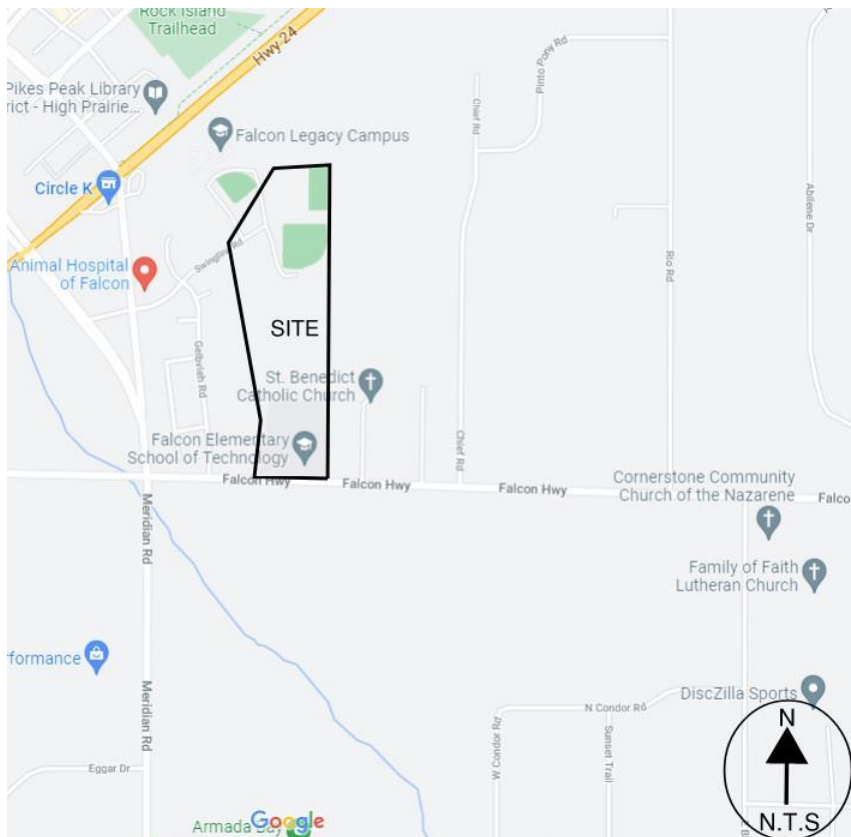 Rock Island
Trailhead
Hwy 24
Pinto Pony Rd
Pikes Peak Library
rict - High Prairie...
Chief Rd
Falcon Legacy Campus
Circle K
Abilene Dr
Swingline Rd
Animal Hospital
of Falcon
Rio Rd
SITE
Gelbvieh Rd
St. Benedict
Catholic Church
Falcon Elementary
School of Technology
Chief Rd
Falcon Hwy
Falcon Hwy
Falcon Hwy
Falco
Cornerstone Community
Church of the Nazarene
Meridian Rd
Family of Faith
Lutheran Church
rformance
Meridian Rd
DiscZilla Sports
N Condor Rd
W Condor Rd
Sunset Trail
N
Eggar Dr
N.T.S
Armada
Google